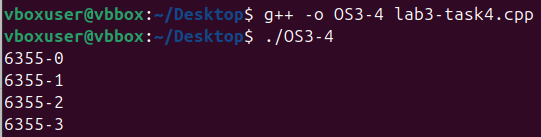 vboxuser@vbbox:~/Desktop$ g++ -o OS3-4 lab3-task4.cpp
vboxuser@vbbox:~/Desktop$ ./OS3-4
6355-0
6355-1
6355-2
6355-3